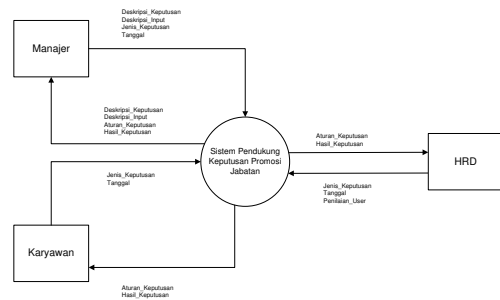 Deskripsi_Keputusan
Deskripsi_Input
Jenis_Keputusan
Tanggal
Manajer
Deskripsi_Keputusan
Deskripsi_Input
Aturan_Keputusan
Hasil_Keputusan
Sistem Pendukung
Keputusan Promosi
Jabatan
Aturan_Keputusan
Hasil_Keputusan
HRD
Jenis_Keputusan
Tanggal
Jenis_Keputusan
Tanggal
Penilaian_User
Karyawan
Aturan_Keputusan
Hasil_Keputusan